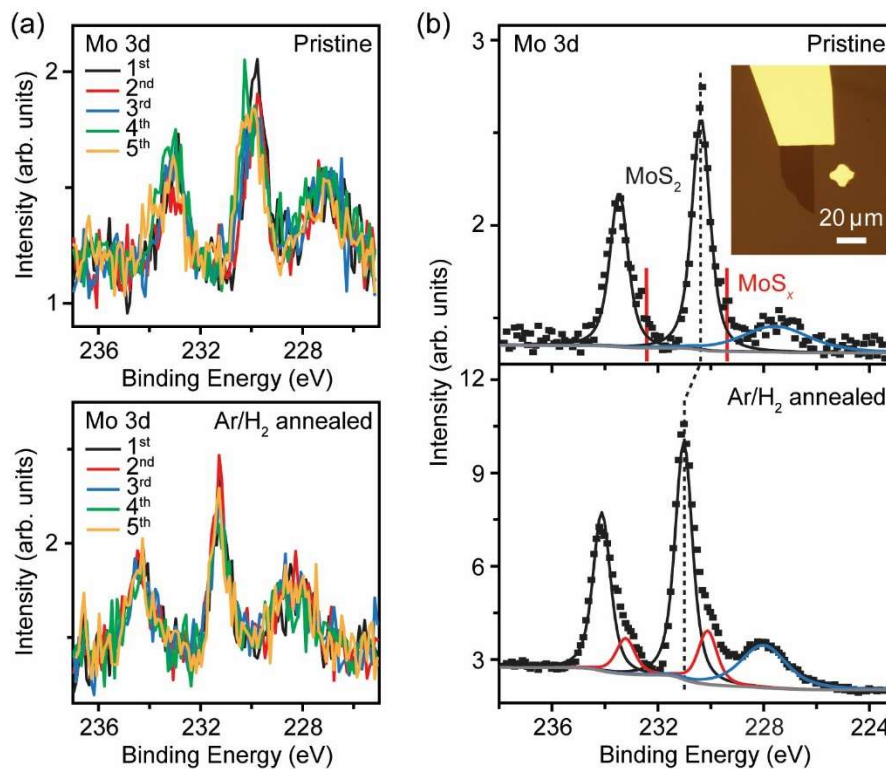 (a)
Mo 3d
Pristine
1st
2nd
3rd
4th
5th
2
1
Intensity (arb. units)
236
232
228
Binding Energy (eV)
Mo 3d
Ar/H2 annealed
1st
2nd
3rd
4th
5th
2
Intensity (arb. units)
236
232
228
Binding Energy (eV)
(b)
Mo 3d
Pristine
3
2
MoS2
MoSx
20 μm
Ar/H2 annealed
12
9
6
3
Intensity (arb. units)
236
232
228
224
Binding Energy (eV)